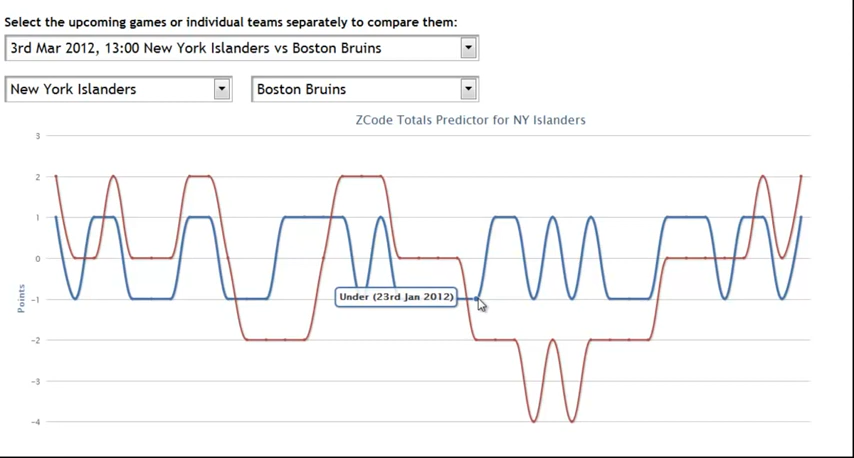 Select the upcoming games or individual teams separately to compare them:
3rd Mar 2012, 13:00 New York Islanders vs Boston Bruins
New York Islanders
Boston Bruins
ZCode Totals Predictor for NY Islanders
3
2
1
0
-1
-2
-3
-4
Points
Under (23rd Jan 2012)